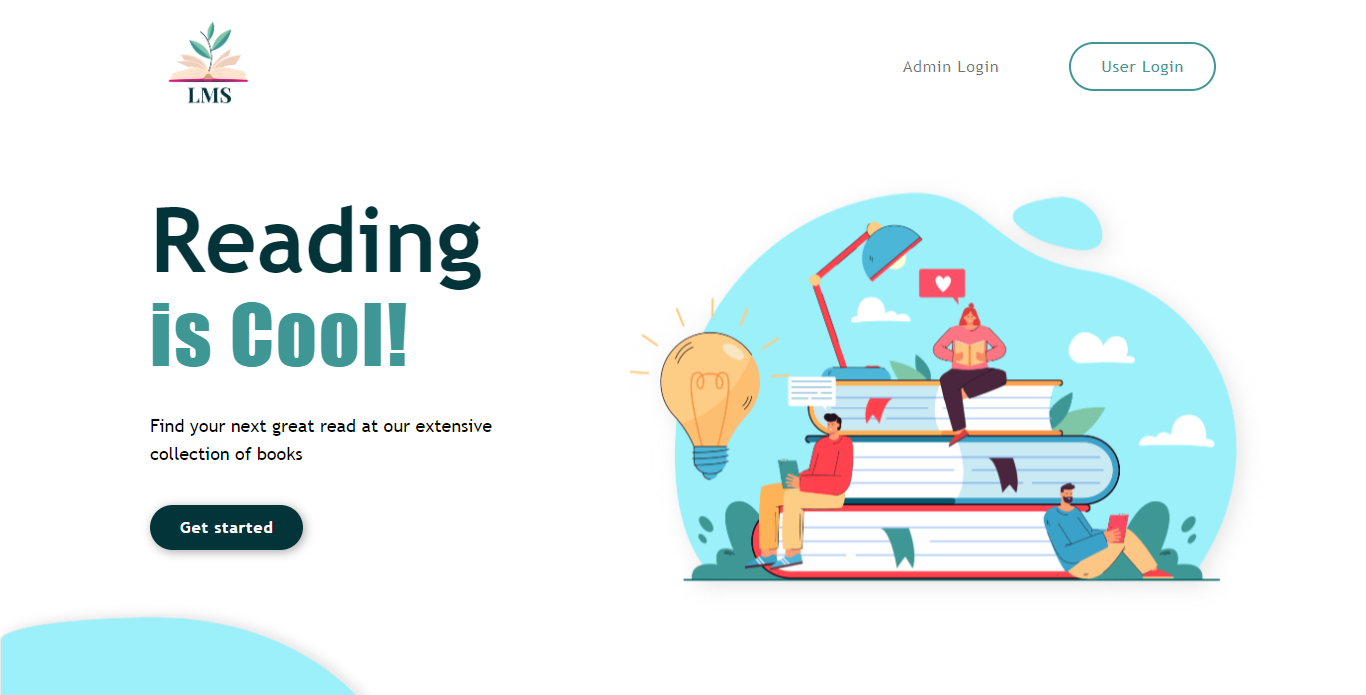 LMS
Admin Login
User Login
Reading
is Cool!
Find your next great read at our extensive
collection of books
Get started